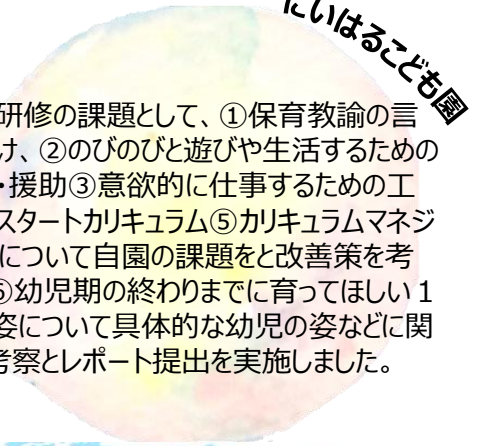 にいはるこども園
研修の課題として、①保育教諭の言
け、②のびのびと遊びや生活するための
・援助③意欲的に仕事するための工
スタートカリキュラム⑤カリキュラムマネジ
について自園の課題をと改善策を考
⑥幼児期の終わりまでに育ってほしい１
姿について具体的な幼児の姿などに関
考察とレポート提出を実施しました。